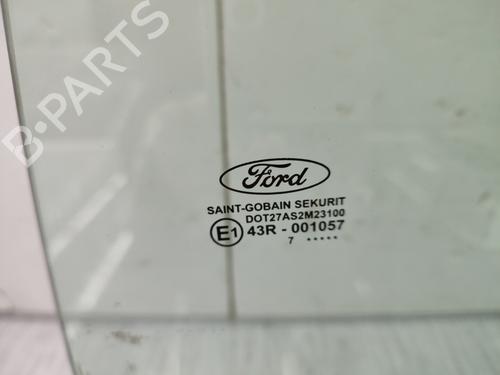 B-PARTS
Ford
SAINT-GOBAIN SEKURIT
DOT27AS2M23100
E1 43R - 001057
7 *****